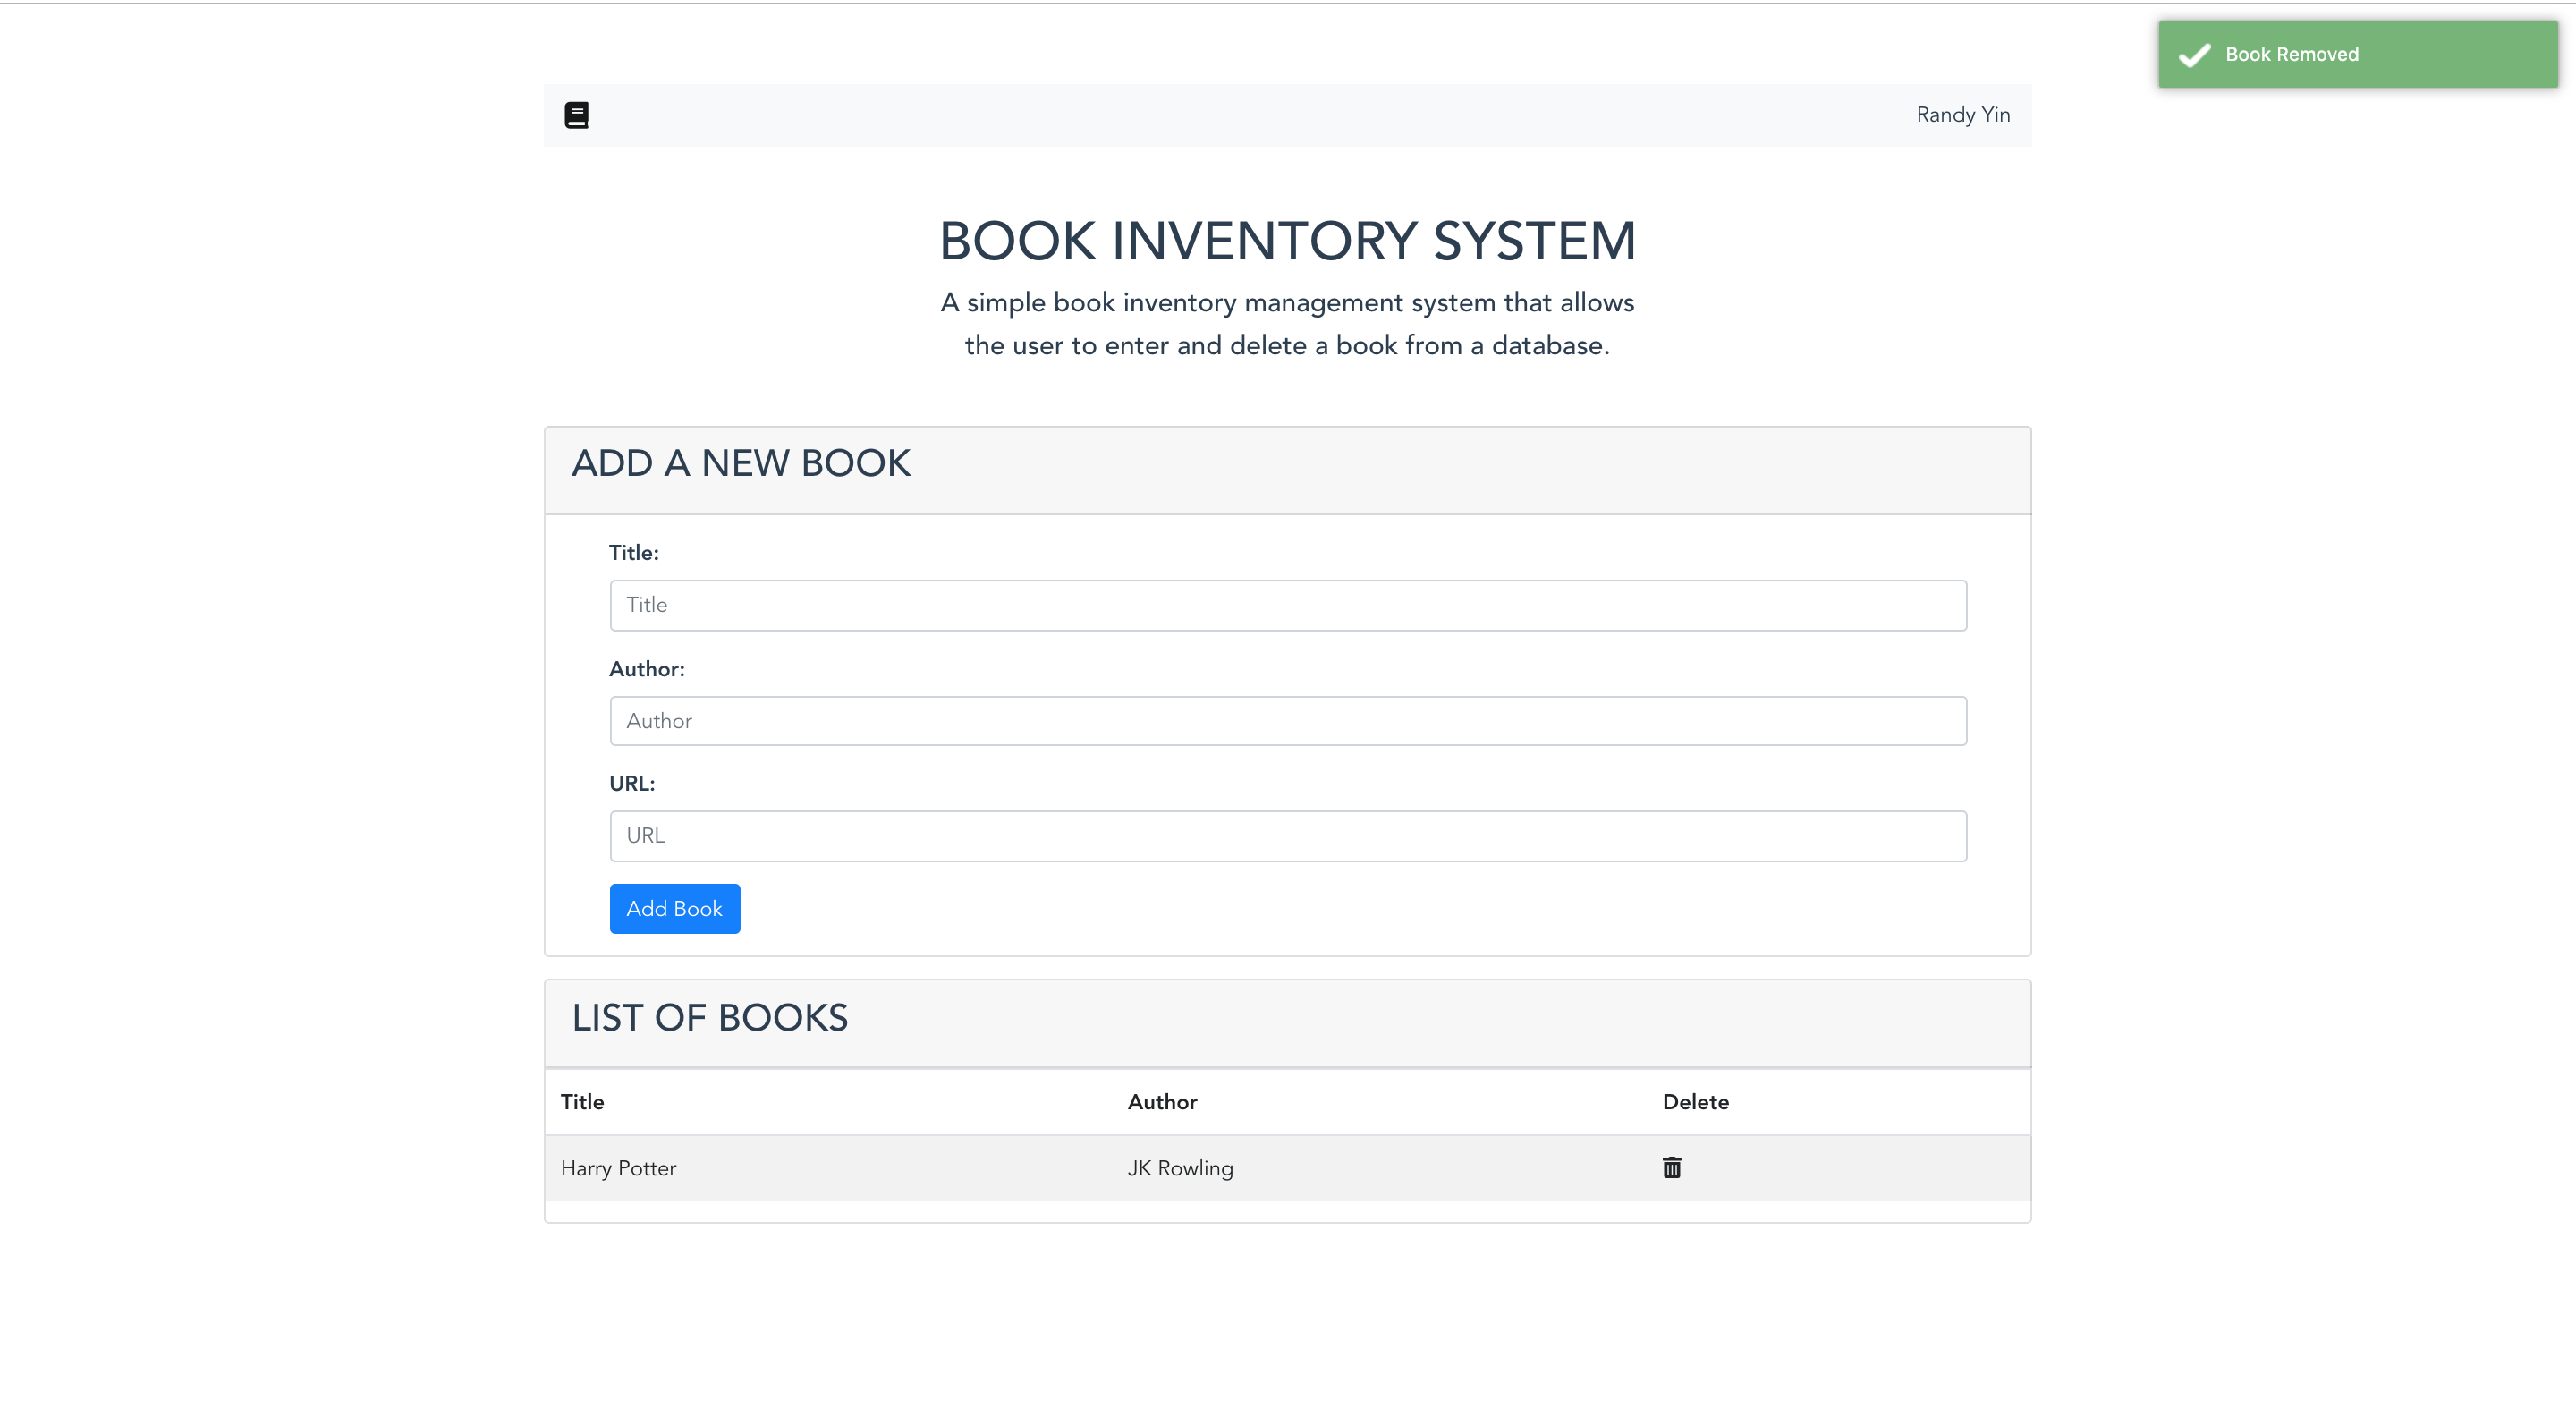 Book Removed
Randy Yin
BOOK INVENTORY SYSTEM
A simple book inventory management system that allows
the user to enter and delete a book from a database.
ADD A NEW BOOK
Title:
Title
Author:
Author
URL:
URL
Add Book
LIST OF BOOKS
Title Author Delete
Harry Potter JK Rowling